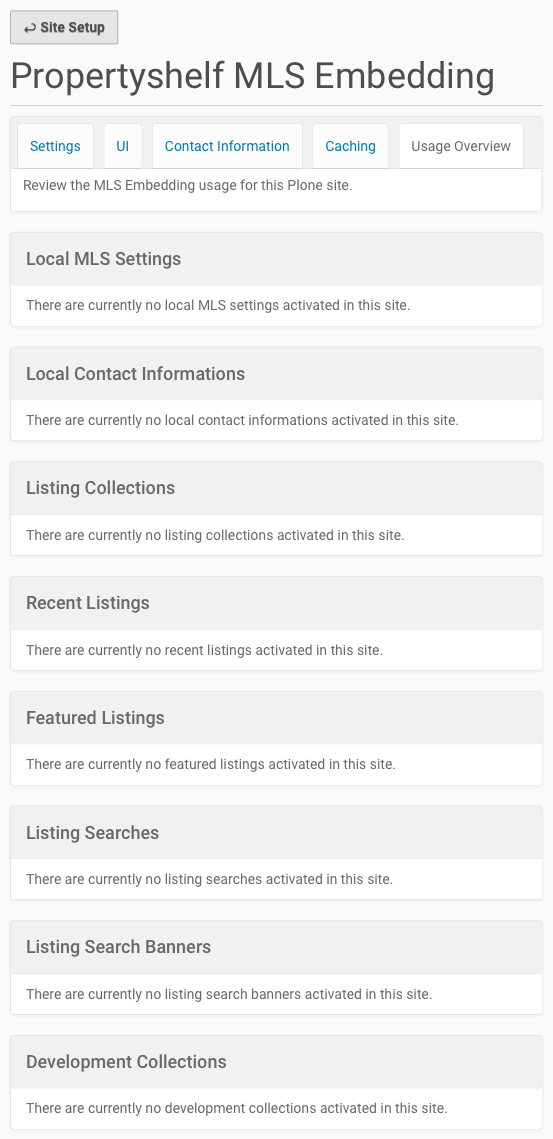 ↩ Site Setup
Propertyshelf MLS Embedding
Settings UI Contact Information Caching Usage Overview
Review the MLS Embedding usage for this Plone site.
Local MLS Settings
There are currently no local MLS settings activated in this site.
Local Contact Informations
There are currently no local contact informations activated in this site.
Listing Collections
There are currently no listing collections activated in this site.
Recent Listings
There are currently no recent listings activated in this site.
Featured Listings
There are currently no featured listings activated in this site.
Listing Searches
There are currently no listing searches activated in this site.
Listing Search Banners
There are currently no listing search banners activated in this site.
Development Collections
There are currently no development collections activated in this site.